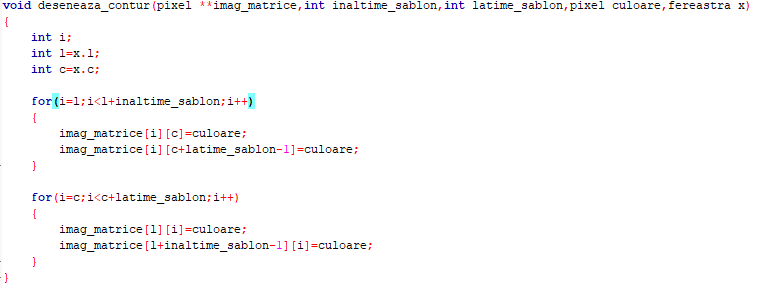 void deseneaza_contur(pixel **imag_matrice,int inaltime_sablon,int latime_sablon,pixel culoare,fereastra x)
{
    int i;
    int l=x.l;
    int c=x.c;

    for(i=l;i<l+inaltime_sablon;i++)
    {
        imag_matrice[i][c]=culoare;
        imag_matrice[i][c+latime_sablon-1]=culoare;
    }

    for(i=c;i<c+latime_sablon;i++)
    {
        imag_matrice[l][i]=culoare;
        imag_matrice[l+inaltime_sablon-1][i]=culoare;
    }
}